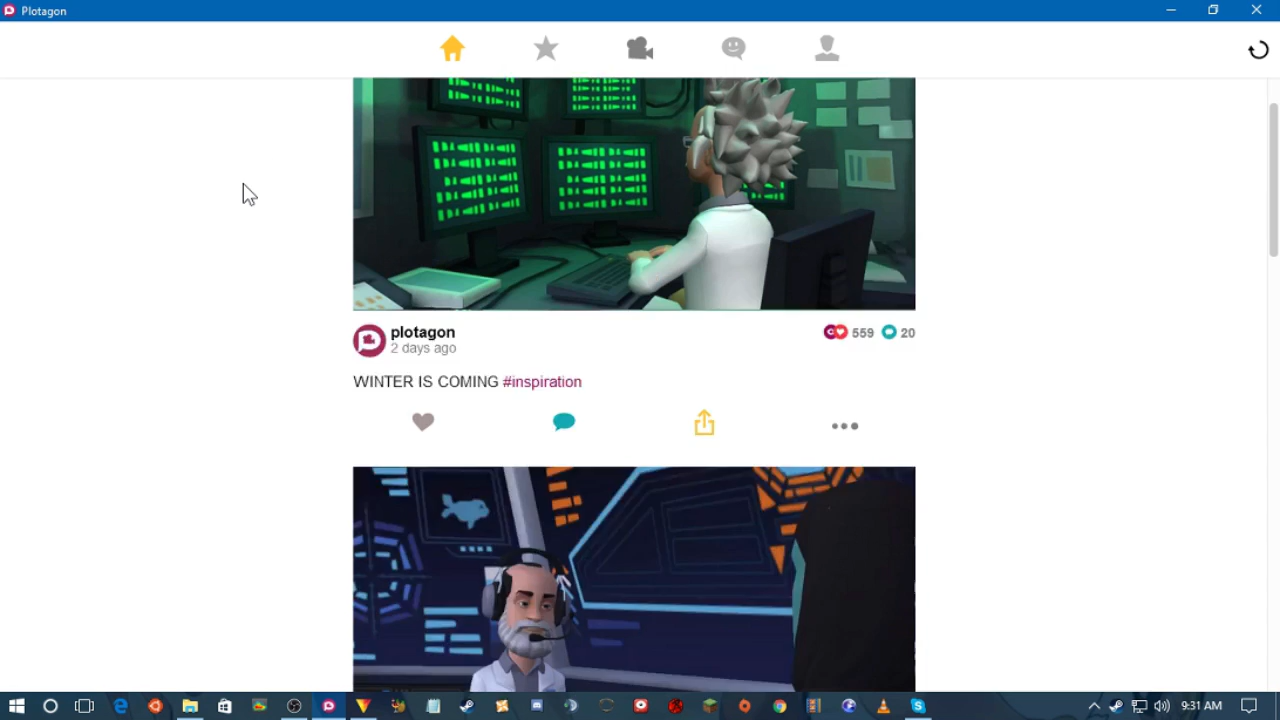 Plotagon
plotagon
559
20
2 days ago
WINTER IS COMING #inspiration
9:31 AM